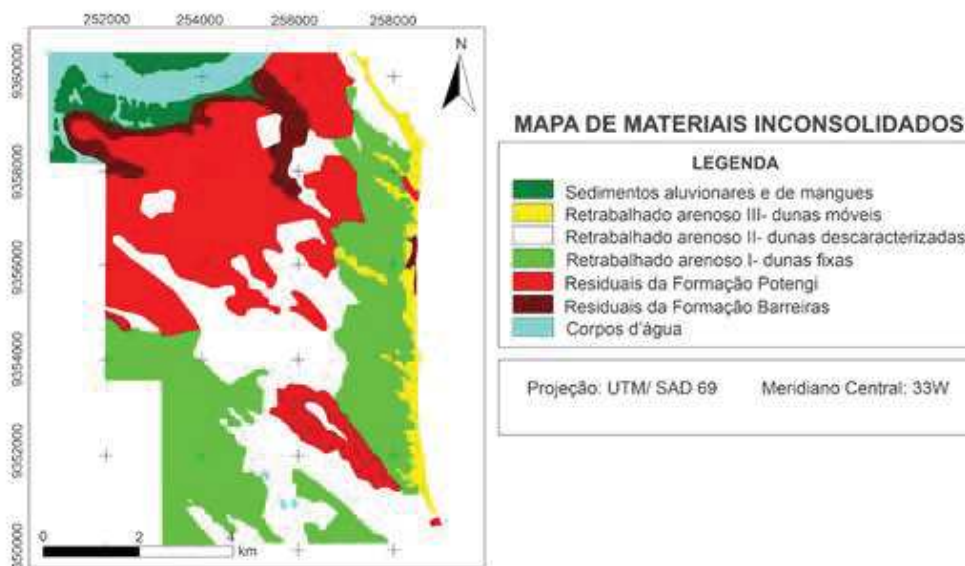 252000 254000 256000 258000
9360000
9358000
9356000
9354000
9352000
9350000
N
0 2 4
km
MAPA DE MATERIAIS INCONSOLIDADOS
LEGENDA
Sedimentos aluvionares e de mangues
Retrabalhado arenoso III- dunas móveis
Retrabalhado arenoso II- dunas descaracterizadas
Retrabalhado arenoso I- dunas fixas
Residuais da Formação Potengi
Residuais da Formação Barreiras
Corpos d'água
Projeção: UTM/ SAD 69 Meridiano Central: 33W